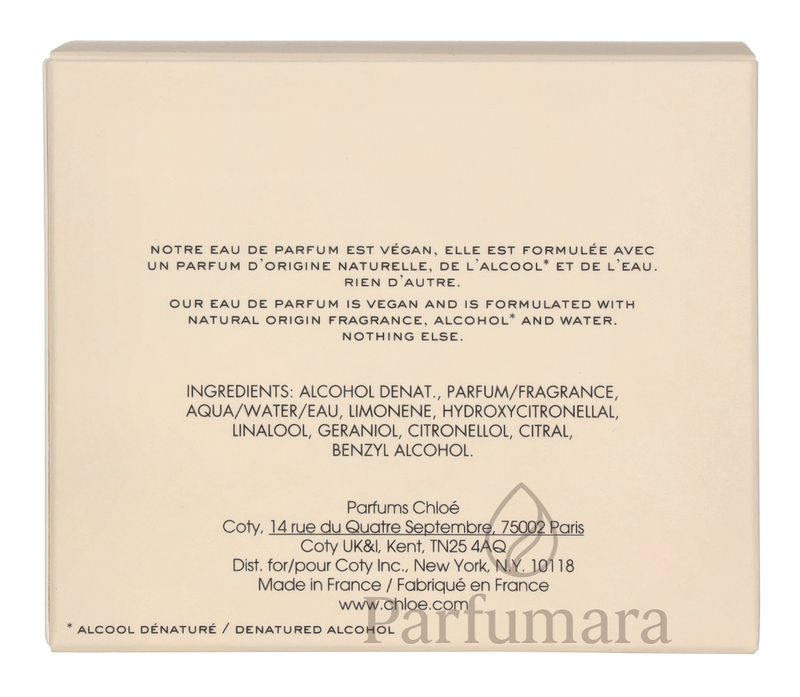 NOTRE EAU DE PARFUM EST VÉGAN, ELLE EST FORMULÉE AVEC
UN PARFUM D'ORIGINE NATURELLE, DE L'ALCOOL* ET DE L'EAU.
RIEN D'AUTRE.
OUR EAU DE PARFUM IS VEGAN AND IS FORMULATED WITH
NATURAL ORIGIN FRAGRANCE, ALCOHOL* AND WATER.
NOTHING ELSE.
INGREDIENTS: ALCOHOL DENAT., PARFUM/FRAGRANCE,
AQUA/WATER/EAU, LIMONENE, HYDROXYCITRONELLAL,
LINALOOL, GERANIOL, CITRONELLOL, CITRAL,
BENZYL ALCOHOL.
Parfums Chloé
Coty, 14 rue du Quatre Septembre, 75002 Paris
Coty UK&I, Kent, TN25 4AQ
Dist. for/pour Coty Inc., New York, N.Y. 10118
Made in France / Fabriqué en France
www.chloe.com
* ALCOOL DÉNATURÉ / DENATURED ALCOHOL
Parfumara